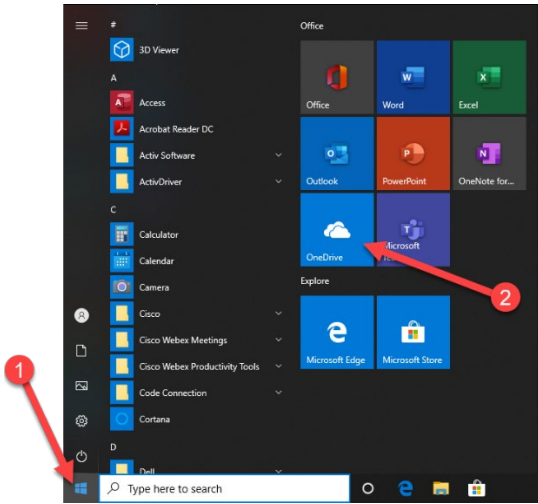 #
3D Viewer
A
Access
Acrobat Reader DC
Activ Software
ActivDriver
C
Calculator
Calendar
Camera
Cisco
Cisco Webex Meetings
Cisco Webex Productivity Tools
Code Connection
Cortana
D
Dell
Office
Office
Word
Excel
Outlook
PowerPoint
OneNote for...
OneDrive
Microsoft
Explore
Microsoft Edge
Microsoft Store
1
2
Type here to search